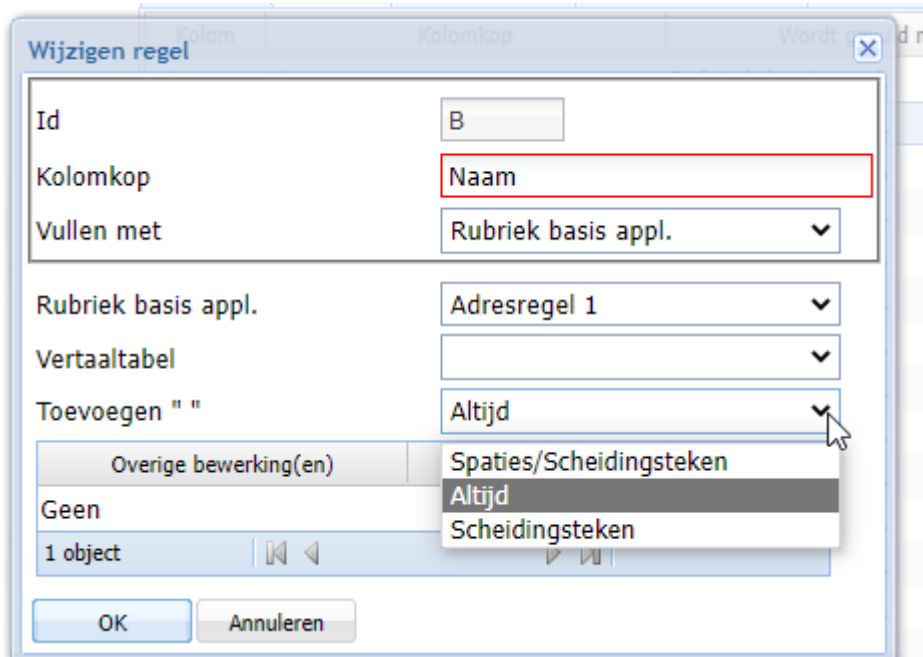 Kolom Kolomkop
Wijzigen regel
Id B
Kolomkop Naam
Vullen met Rubriek basis appl.
Rubriek basis appl. Adresregel 1
Vertaaltabel
Toevoegen " " Altijd
Overige bewerking(en)
Spaties/Scheidingsteken
Altijd
Scheidingsteken
Geen
1 object
OK Annuleren